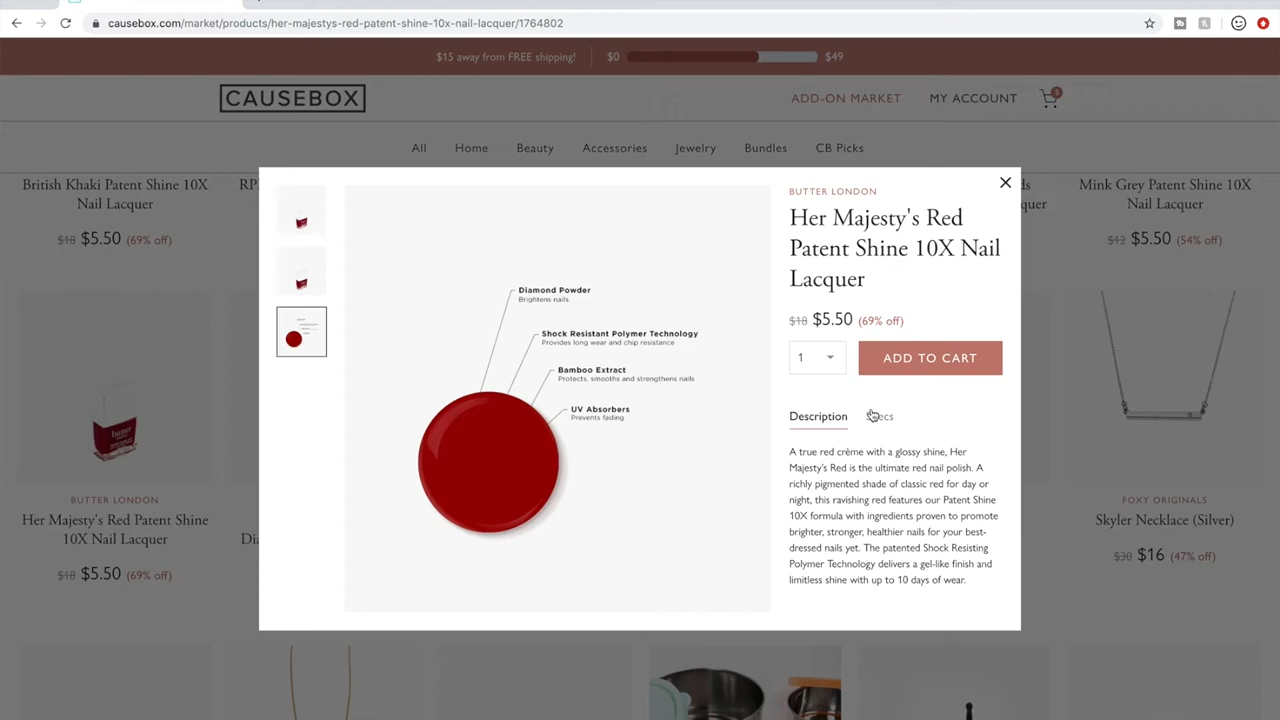 causebox.com/market/products/her-majestys-red-patent-shine-10x-nail-lacquer/1764802
$15 away from FREE shipping!
$0
$49
CAUSEBOX
ADD-ON MARKET
MY ACCOUNT
All
Home
Beauty
Accessories
Jewelry
Bundles
CB Picks
British Khaki Patent Shine 10X
Nail Lacquer
$18 $5.50 (69% off)
Mink Grey Patent Shine 10X
Nail Lacquer
$12 $5.50 (54% off)
Diamond Powder
Brightens nails
Shock Resistant Polymer Technology
Provides long wear and chip resistance
Bamboo Extract
Protects, smooths and strengthens nails
UV Absorbers
Prevents fading
BUTTER LONDON
Her Majesty's Red
Patent Shine 10X Nail
Lacquer
$18 $5.50 (69% off)
1
ADD TO CART
Description
A true red crème with a glossy shine, Her
Majesty's Red is the ultimate red nail polish. A
richly pigmented shade of classic red for day or
night, this ravishing red features our Patent Shine
10X formula with ingredients proven to promote
brighter, stronger, healthier nails for your best-
dressed nails yet. The patented Shock Resisting
Polymer Technology delivers a gel-like finish and
limitless shine with up to 10 days of wear.
butter
BUTTER LONDON
Her Majesty's Red Patent Shine
10X Nail Lacquer
$18 $5.50 (69% off)
FOXY ORIGINALS
Skyler Necklace (Silver)
$30 $16 (47% off)